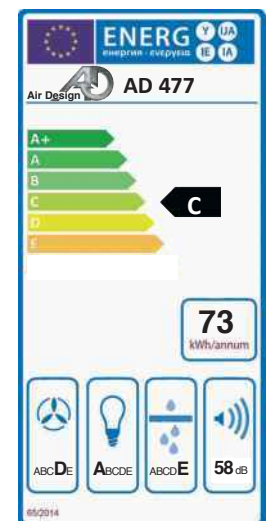 ENERG
енергия · ενεργεια
Y UA
IE IA
AD
Air Design
AD 477
A+
A
B
C
D
E
C
73
kWh/annum
ABCDE
ABCDE
ABCDE
58 dB
65/2014